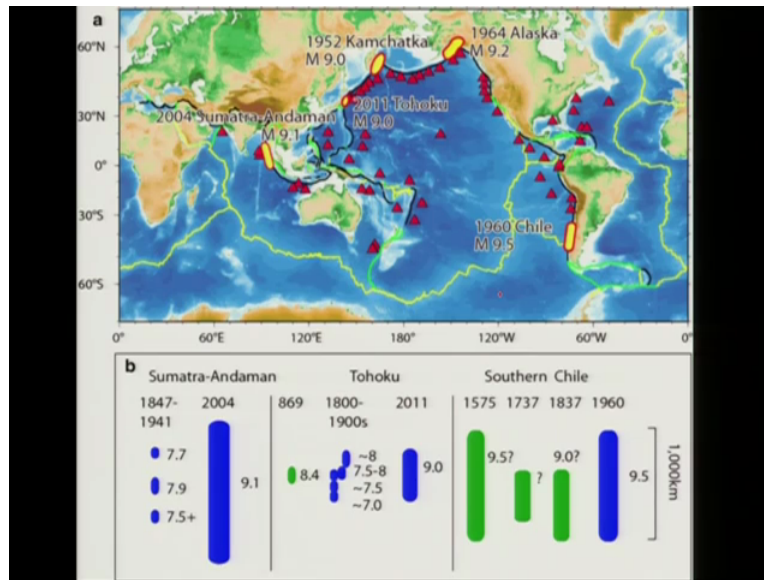 a
1964 Alaska
M 9.2
1952 Kamchatka
M 9.0
2011 Tohoku
M 9.0
2004 Sumatra-Andaman
M 9.1
1960 Chile
M 9.5
60°N
30°N
0°
30°S
60°S
0° 60°E 120°E 180° 120°W 60°W 0°
b
Sumatra-Andaman Tohoku Southern Chile
1847- 2004 869 1800- 2011 1575 1737 1837 1960
1941 1900s
7.7
7.9
7.5+
9.1
8.4
~8
7.5-8
~7.5
~7.0
9.0
9.5?
?
9.0?
9.5
1,000km